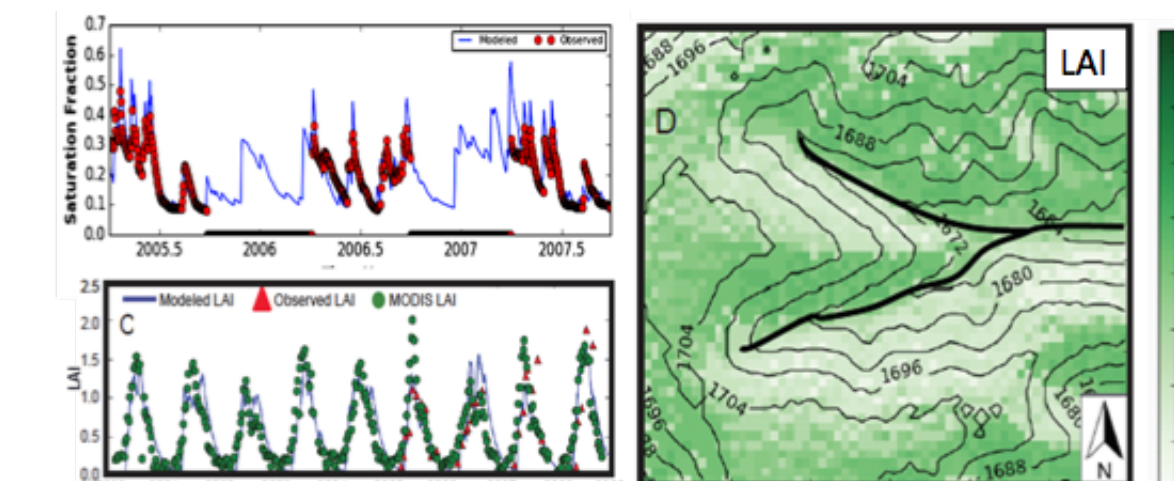 0.7
Modeled Observed
0.6
0.5
0.4
0.3
0.2
0.1
0.0
Saturation Fraction
2005.5 2006 2006.5 2007 2007.5
2.5
Modeled LAI Observed LAI MODIS LAI
C
2.0
1.5
1.0
0.5
0.0
LAI
LAI
D
1688
1696
1704
1688
1672
1680
1704
1696
1704
1696
1688
N